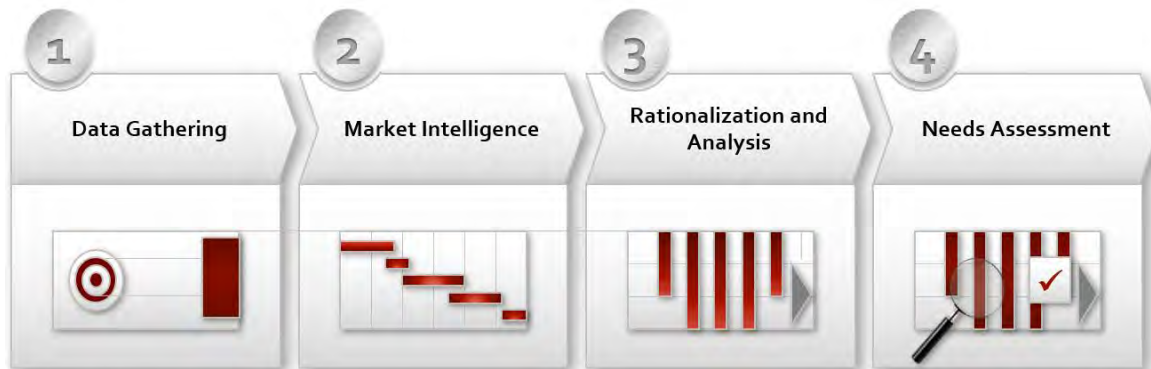 1
Data Gathering
2
Market Intelligence
3
Rationalization and
Analysis
4
Needs Assessment